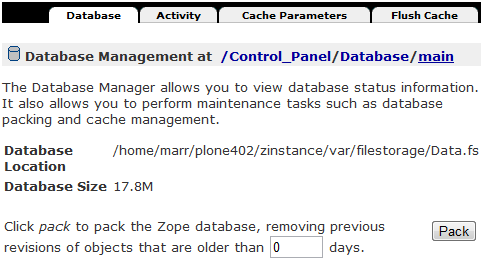 Database Activity Cache Parameters Flush Cache
Database Management at /Control_Panel/Database/main
The Database Manager allows you to view database status information.
It also allows you to perform maintenance tasks such as database
packing and cache management.
Database Location /home/marr/plone402/zinstance/var/filestorage/Data.fs
Database Size 17.8M
Click pack to pack the Zope database, removing previous
revisions of objects that are older than 0 days. Pack